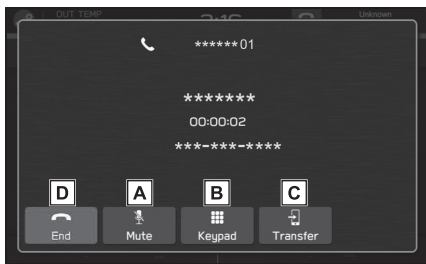 OUT TEMP
Unknown
******01
*******
00:00:02
***-***-****
D A B C
End Mute Keypad Transfer